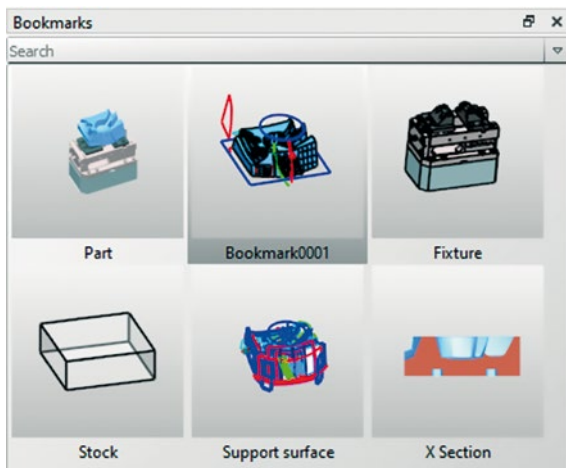 Bookmarks
Search
Part
Bookmark0001
Fixture
Stock
Support surface
X Section